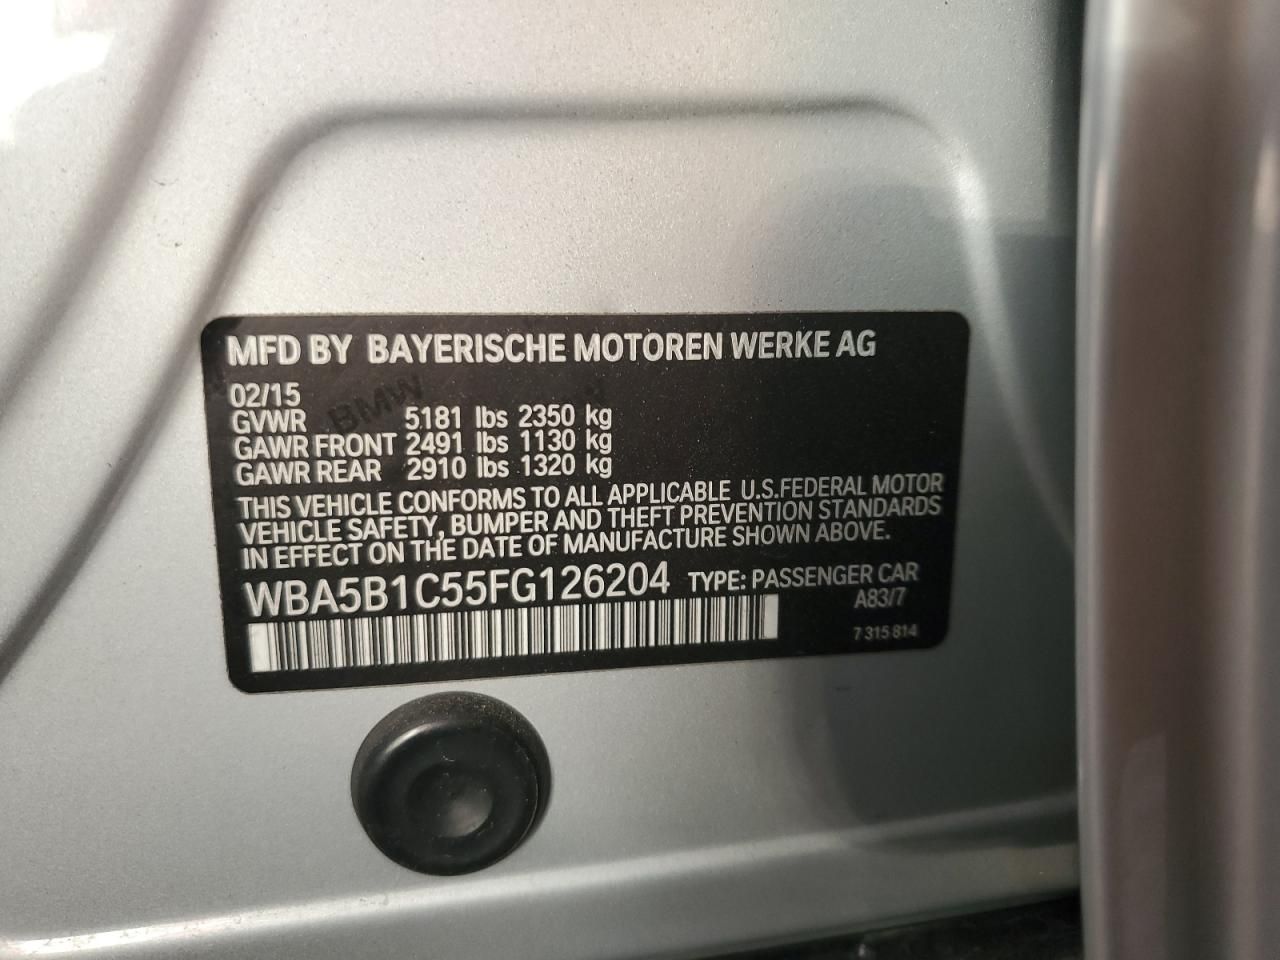 MFD BY BAYERISCHE MOTOREN WERKE AG
02/15
BMW
GVWR 5181 lbs 2350 kg
GAWR FRONT 2491 lbs 1130 kg
GAWR REAR 2910 lbs 1320 kg
THIS VEHICLE CONFORMS TO ALL APPLICABLE U.S.FEDERAL MOTOR
VEHICLE SAFETY, BUMPER AND THEFT PREVENTION STANDARDS
IN EFFECT ON THE DATE OF MANUFACTURE SHOWN ABOVE.
WBA5B1C55FG126204 TYPE: PASSENGER CAR
A83/7
7 315 814